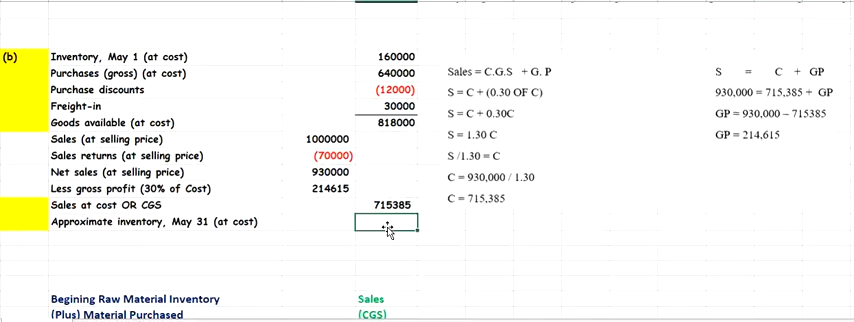 (b) Inventory, May 1 (at cost) 160000
Purchases (gross) (at cost) 640000
Purchase discounts (12000)
Freight-in 30000
Goods available (at cost) 818000
Sales (at selling price) 1000000
Sales returns (at selling price) (70000)
Net sales (at selling price) 930000
Less gross profit (30% of Cost) 214615
Sales at cost OR CGS 715385
Approximate inventory, May 31 (at cost)
Sales = C.G.S + G. P
S = C + (0.30 OF C)
S = C + 0.30C
S = 1.30 C
S /1.30 = C
C = 930,000 / 1.30
C = 715,385
S = C + GP
930,000 = 715,385 + GP
GP = 930,000 – 715385
GP = 214,615
Begining Raw Material Inventory Sales
(Plus) Material Purchased (CGS)